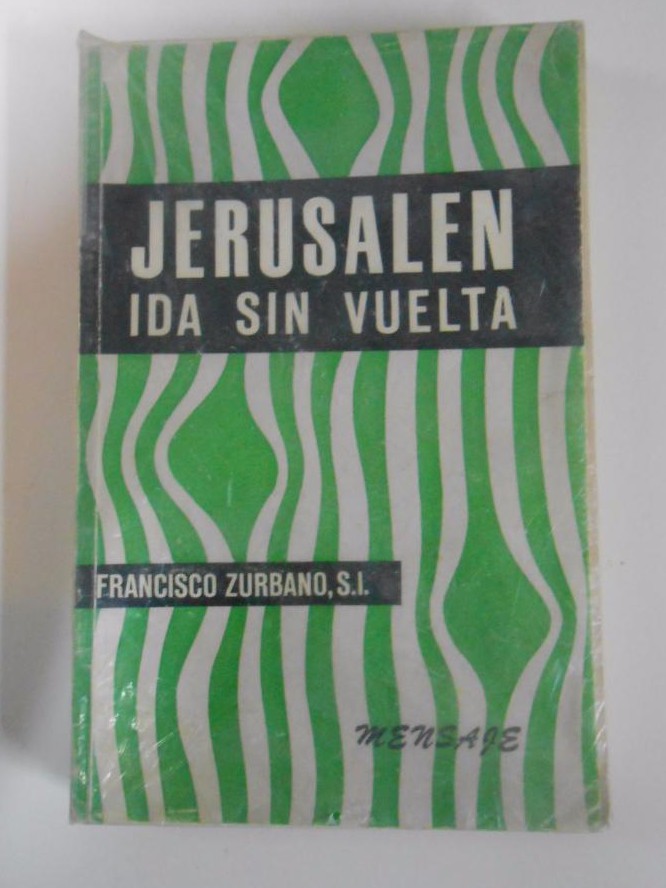 JERUSALEN
IDA SIN VUELTA
FRANCISCO ZURBANO, S.I.
MENSAJE